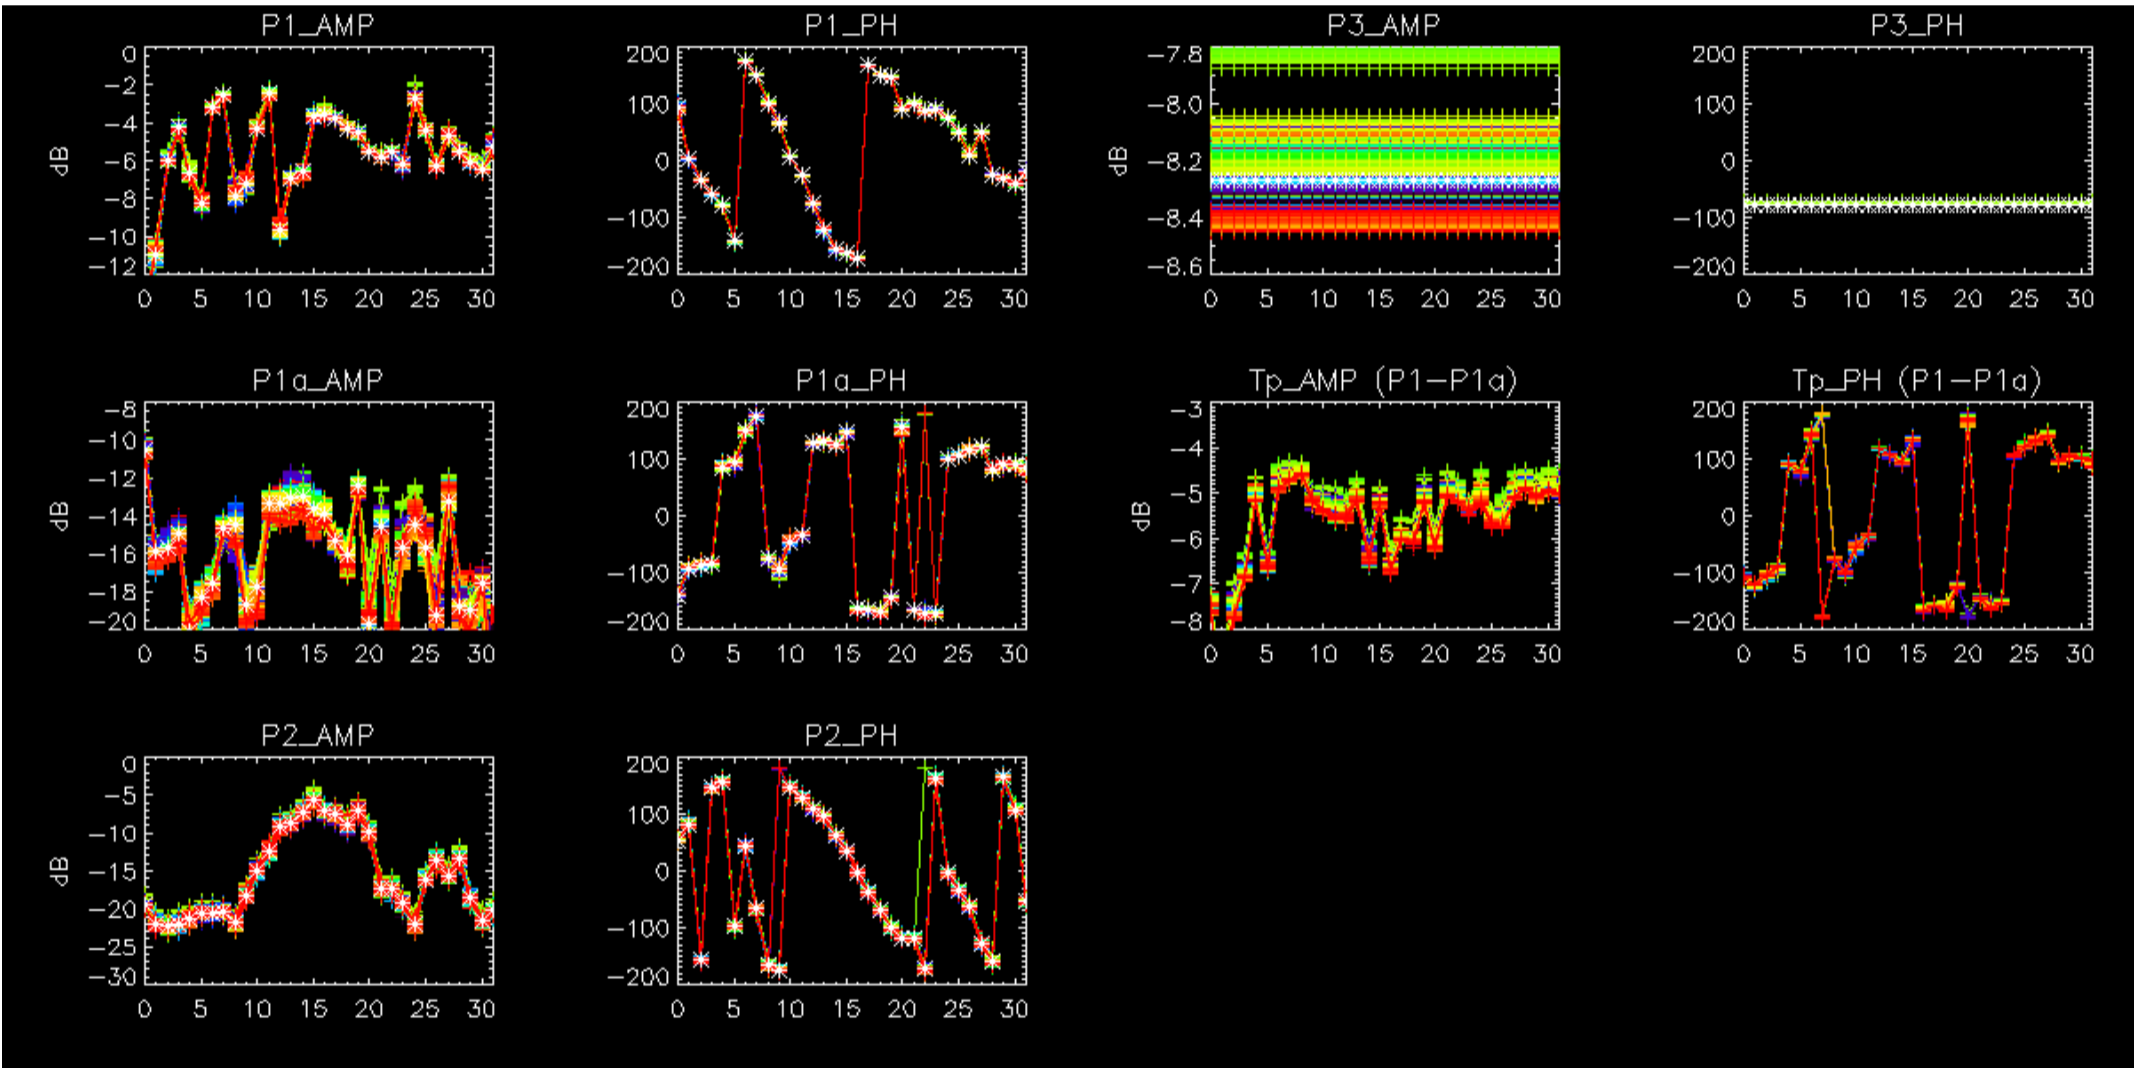 P1_AMP
P1_PH
P3_AMP
P3_PH
0
-2
-4
-6
-8
-10
-12
dB
0 5 10 15 20 25 30
200
100
0
-100
-200
0 5 10 15 20 25 30
-7.8
-8.0
-8.2
-8.4
-8.6
dB
0 5 10 15 20 25 30
200
100
0
-100
-200
0 5 10 15 20 25 30
P1a_AMP
P1a_PH
Tp_AMP (P1-P1a)
Tp_PH (P1-P1a)
-8
-10
-12
-14
-16
-18
-20
dB
0 5 10 15 20 25 30
200
100
0
-100
-200
0 5 10 15 20 25 30
-3
-4
-5
-6
-7
-8
dB
0 5 10 15 20 25 30
200
100
0
-100
-200
0 5 10 15 20 25 30
P2_AMP
P2_PH
0
-5
-10
-15
-20
-25
-30
dB
0 5 10 15 20 25 30
200
100
0
-100
-200
0 5 10 15 20 25 30